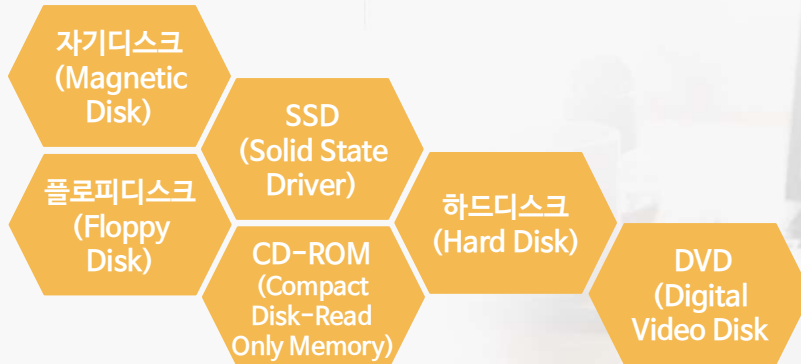 자기디스크
(Magnetic
Disk)
SSD
(Solid State
Driver)
플로피디스크
(Floppy
Disk)
하드디스크
(Hard Disk)
CD-ROM
(Compact
Disk-Read
Only Memory)
DVD
(Digital
Video Disk